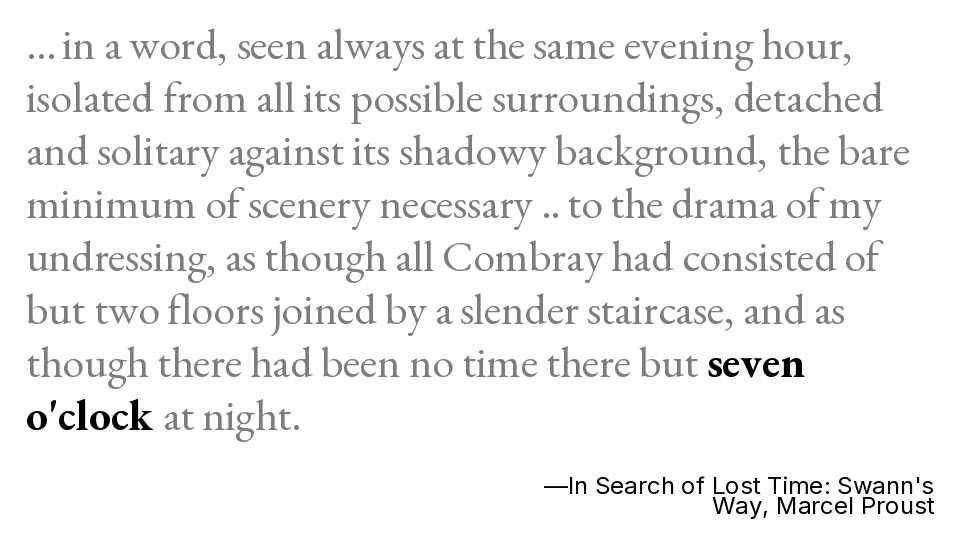 … in a word, seen always at the same evening hour,
isolated from all its possible surroundings, detached
and solitary against its shadowy background, the bare
minimum of scenery necessary .. to the drama of my
undressing, as though all Combray had consisted of
but two floors joined by a slender staircase, and as
though there had been no time there but seven
o'clock at night.
—In Search of Lost Time: Swann's
Way, Marcel Proust